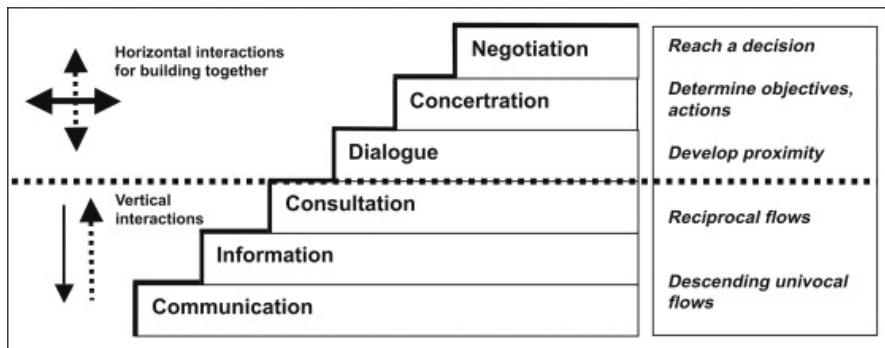 Horizontal interactions
for building together
Negotiation
Reach a decision
Concertration
Determine objectives,
actions
Dialogue
Develop proximity
Vertical
interactions
Consultation
Reciprocal flows
Information
Communication
Descending univocal
flows